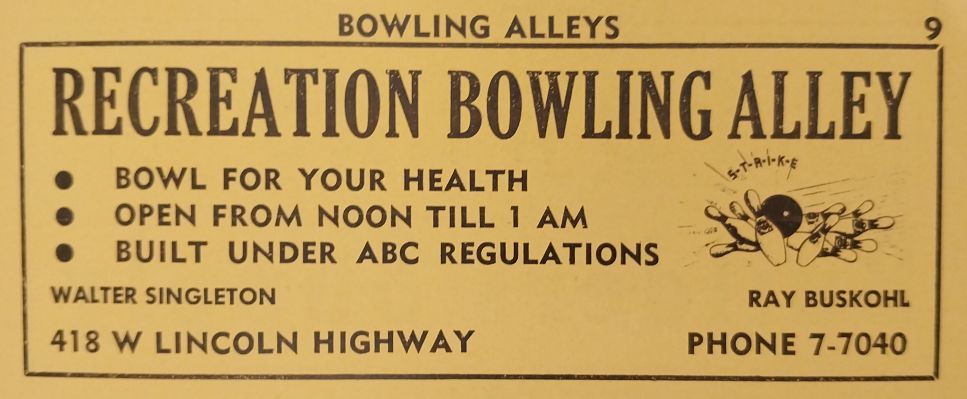 BOWLING ALLEYS 9
RECREATION BOWLING ALLEY
S-T-R-I-K-E
• BOWL FOR YOUR HEALTH
• OPEN FROM NOON TILL 1 AM
• BUILT UNDER ABC REGULATIONS
WALTER SINGLETON RAY BUSKOHL
418 W LINCOLN HIGHWAY PHONE 7-7040